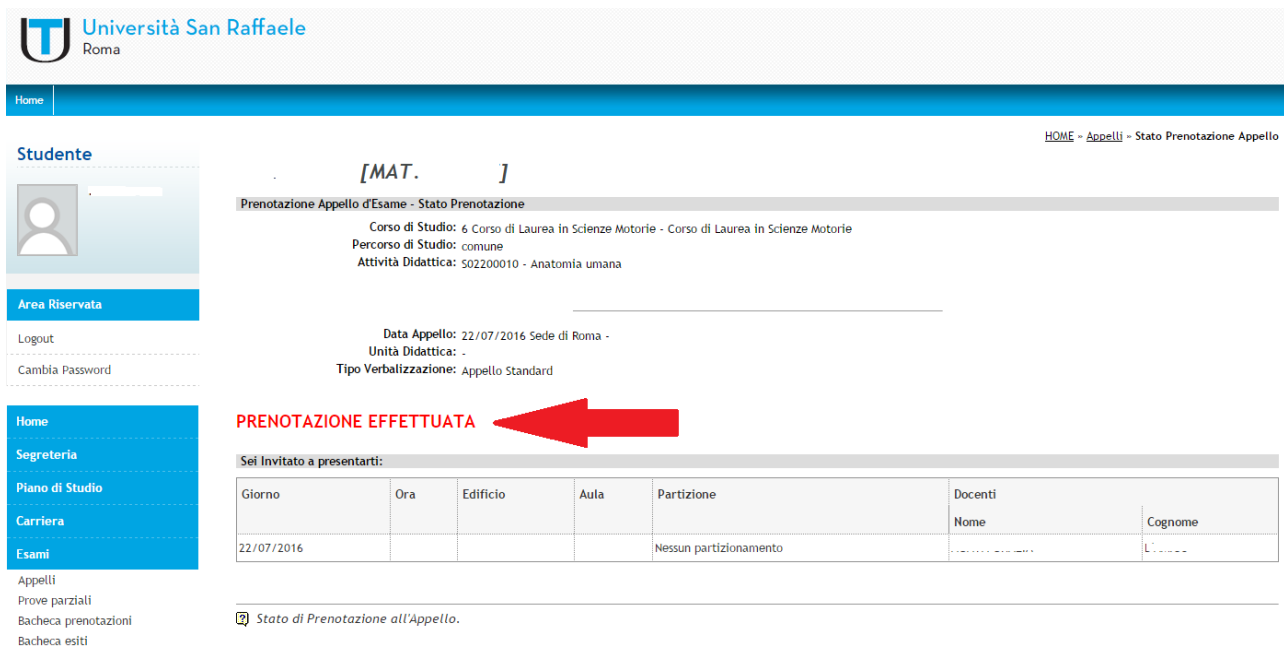 Università San Raffaele
Roma
Home
HOME » Appelli » Stato Prenotazione Appello
Studente
[MAT. ]
Prenotazione Appello d'Esame - Stato Prenotazione
Corso di Studio: 6 Corso di Laurea in Scienze Motorie - Corso di Laurea in Scienze Motorie
Percorso di Studio: comune
Attività Didattica: S02200010 - Anatomia umana
Area Riservata
Logout
Cambia Password
Data Appello: 22/07/2016 Sede di Roma -
Unità Didattica: -
Tipo Verbalizzazione: Appello Standard
Home
Segreteria
Piano di Studio
Carriera
Esami
Appelli
Prove parziali
Bacheca prenotazioni
Bacheca esiti
PRENOTAZIONE EFFETTUATA
Sei Invitato a presentarti:
Giorno Ora Edificio Aula Partizione Docenti
Nome Cognome
22/07/2016 Nessun partizionamento
Stato di Prenotazione all'Appello.